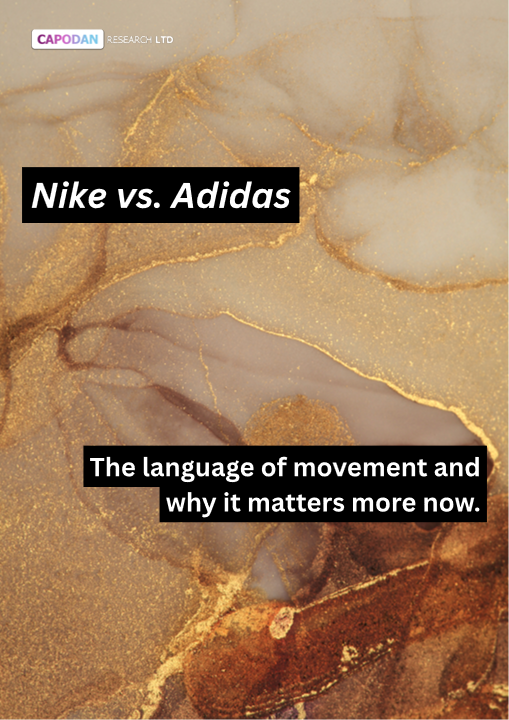 CAPODAN RESEARCH LTD
Nike vs. Adidas
The language of movement and
why it matters more now.